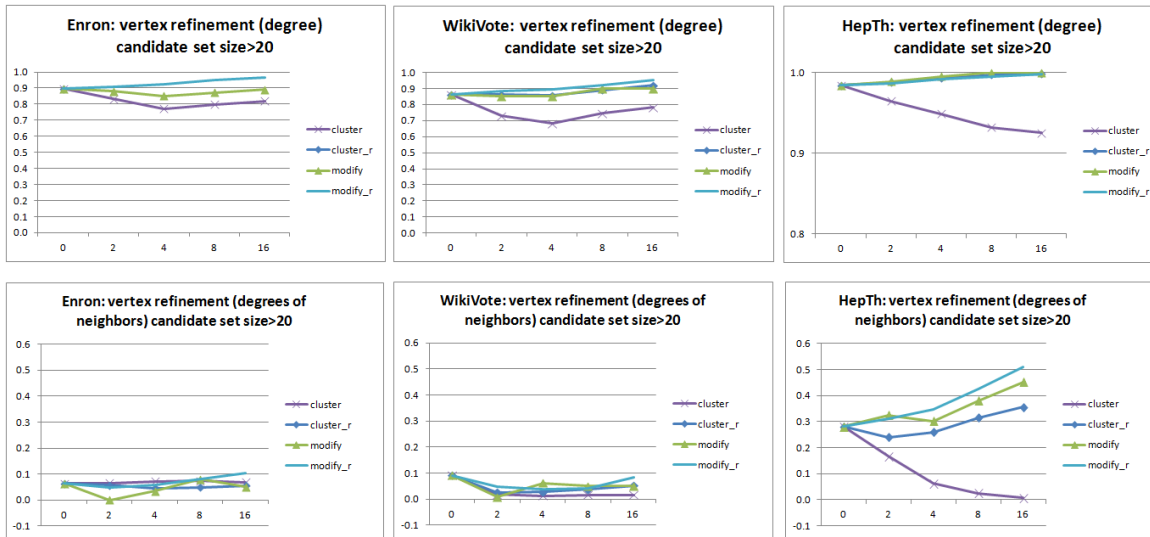 Enron: vertex refinement (degree)
candidate set size>20
1.0
0.9
0.8
0.7
0.6
0.5
0.4
0.3
0.2
0.1
0.0
0 2 4 8 16
cluster
cluster_r
modify
modify_r
WikiVote: vertex refinement (degree)
candidate set size>20
1.0
0.9
0.8
0.7
0.6
0.5
0.4
0.3
0.2
0.1
0.0
0 2 4 8 16
cluster
cluster_r
modify
modify_r
HepTh: vertex refinement (degree)
candidate set size>20
1.0
0.9
0.8
0 2 4 8 16
cluster
cluster_r
modify
modify_r
Enron: vertex refinement (degrees of
neighbors) candidate set size>20
0.6
0.5
0.4
0.3
0.2
0.1
0.0
-0.1
0 2 4 8 16
cluster
cluster_r
modify
modify_r
WikiVote: vertex refinement (degrees of
neighbors) candidate set size>20
0.6
0.5
0.4
0.3
0.2
0.1
0.0
-0.1
0 2 4 8 16
cluster
cluster_r
modify
modify_r
HepTh: vertex refinement (degrees of
neighbors) candidate set size>20
0.6
0.5
0.4
0.3
0.2
0.1
0.0
-0.1
0 2 4 8 16
cluster
cluster_r
modify
modify_r